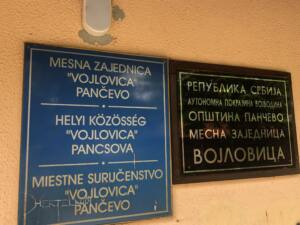 MESNA ZAJEDNICA
"VOJLOVICA"
PANČEVO
HELYI KÖZÖSSÉG
"VOJLOVICA"
PANCSOVA
MIESTNE SURUČENSTVO
"VOJLOVICA"
PANČEVO
РЕПУБЛИКА СРБИЈА
АУТОНОМНА ПОКРАЈИНА ВОЈВОДИНА
ОПШТИНА ПАНЧЕВО
МЕСНА ЗАЈЕДНИЦА
ВОЈЛОВИЦА